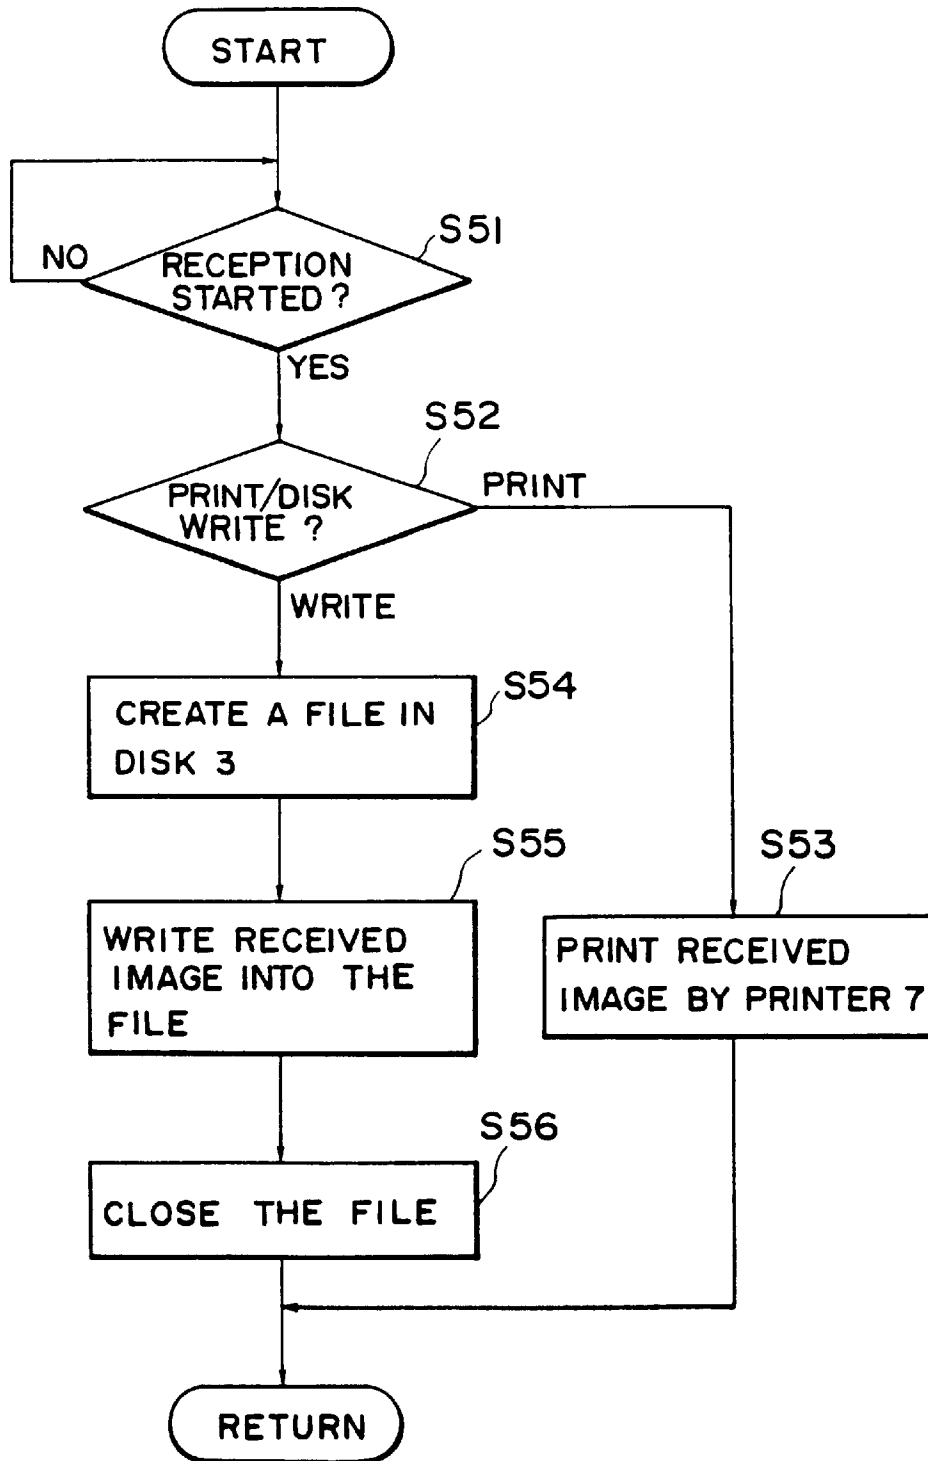 START
S51
NO
RECEPTION
STARTED ?
YES
S52
PRINT/DISK
WRITE ?
PRINT
WRITE
S54
CREATE A FILE IN
DISK 3
S55
WRITE RECEIVED
IMAGE INTO THE
FILE
S53
PRINT RECEIVED
IMAGE BY PRINTER 7
S56
CLOSE THE FILE
RETURN